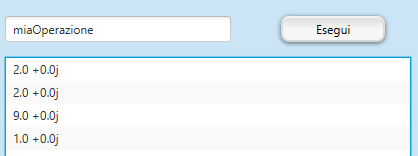 miaOperazione
Esegui
2.0 +0.0j
2.0 +0.0j
9.0 +0.0j
1.0 +0.0j